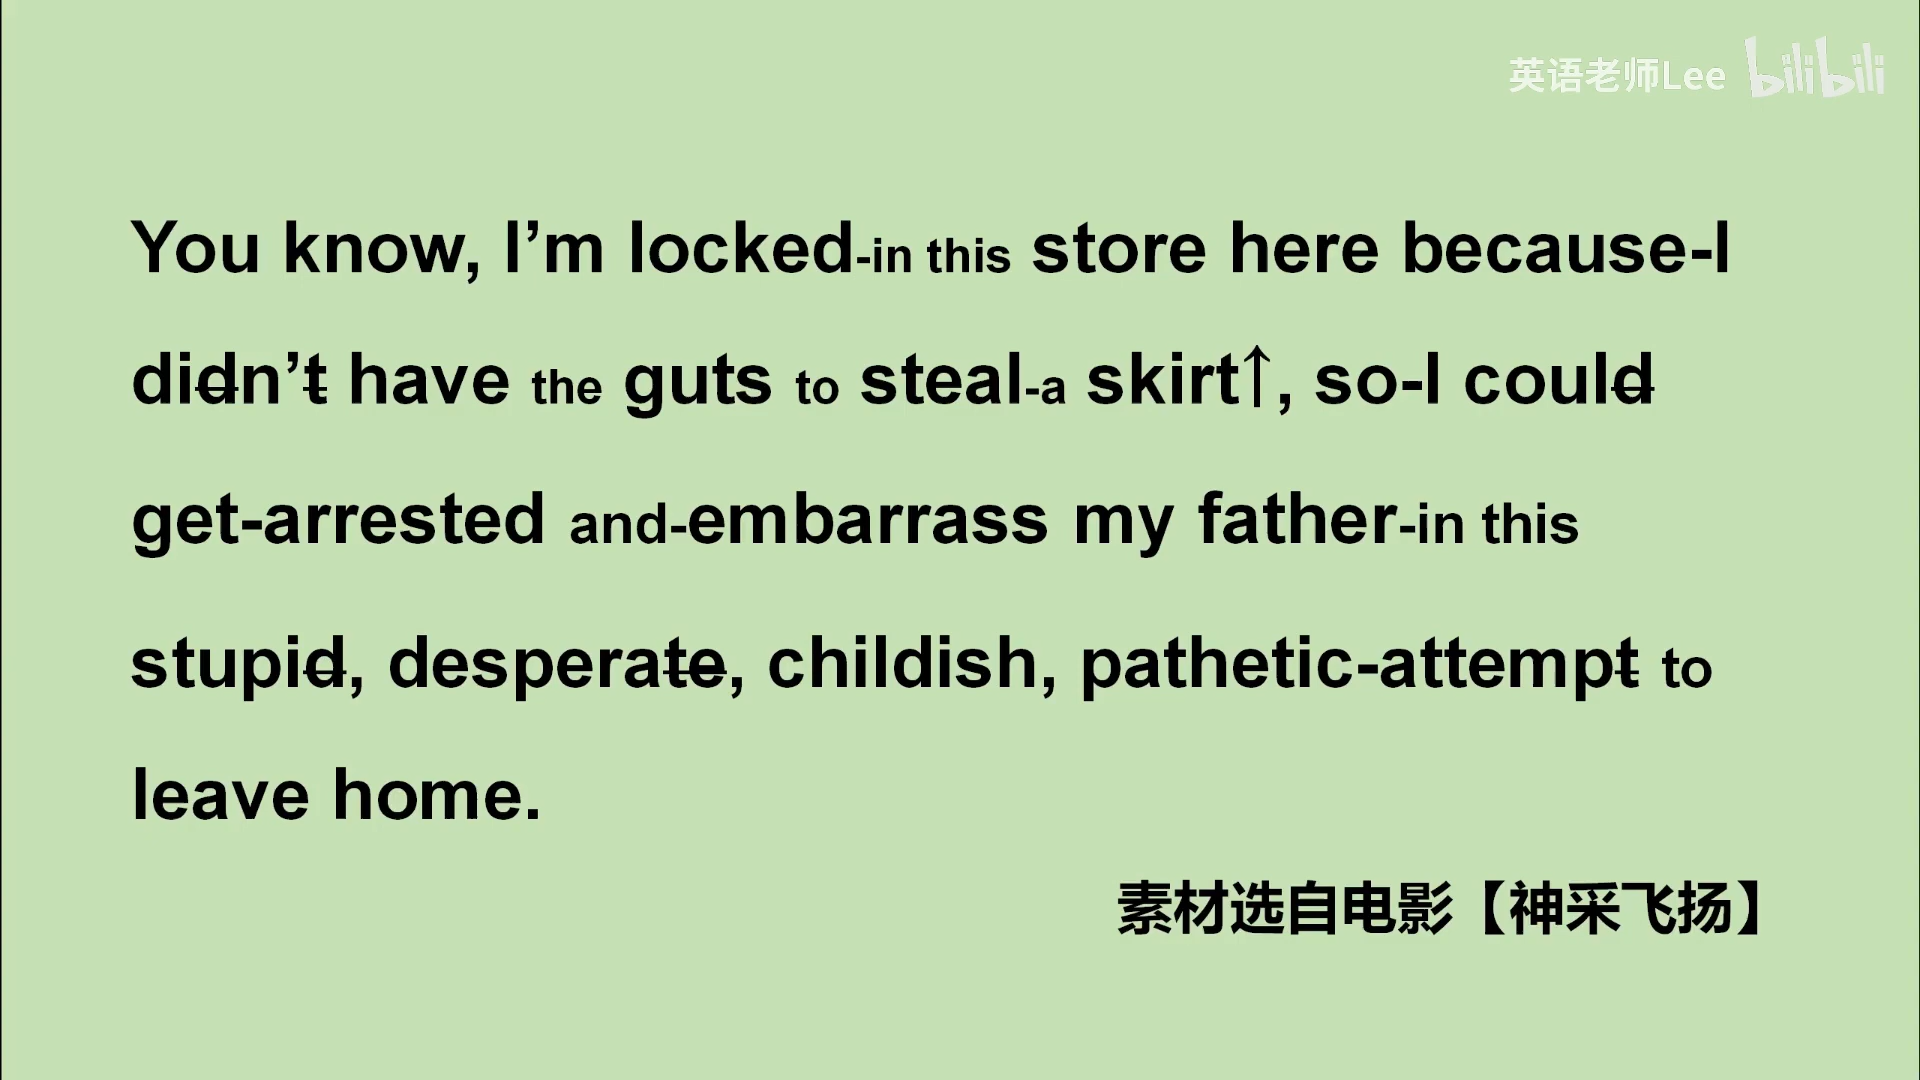 英语老师Lee bilibili
You know, I’m locked-in this store here because-I
didn’t have the guts to steal-a skirt↑, so-I could
get-arrested and-embarrass my father-in this
stupid, desperate, childish, pathetic-attempt to
leave home.
素材选自电影【神采飞扬】